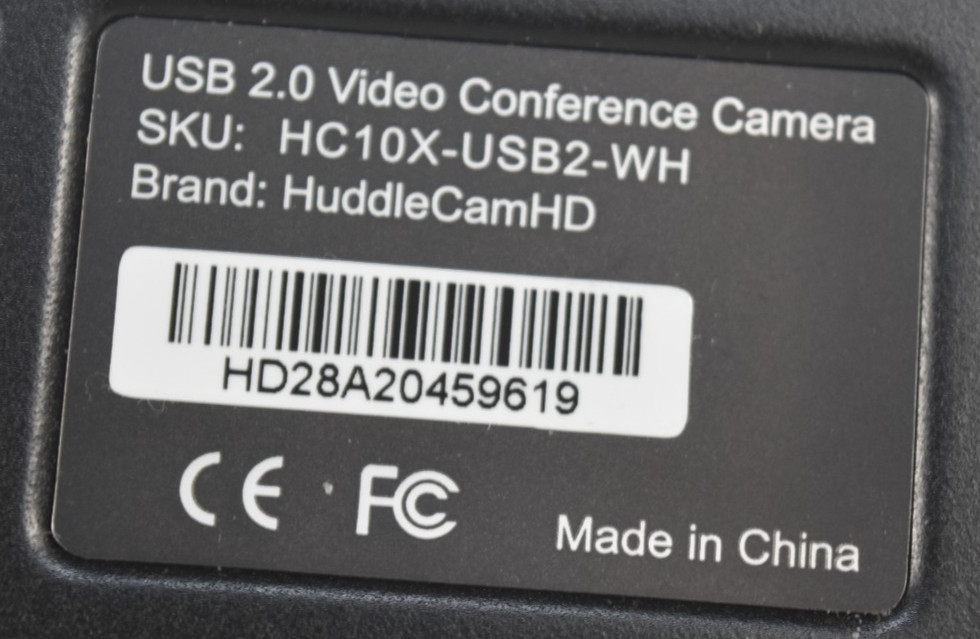 USB 2.0 Video Conference Camera
SKU: HC10X-USB2-WH
Brand: HuddleCamHD
HD28A20459619
CE FC
Made in China